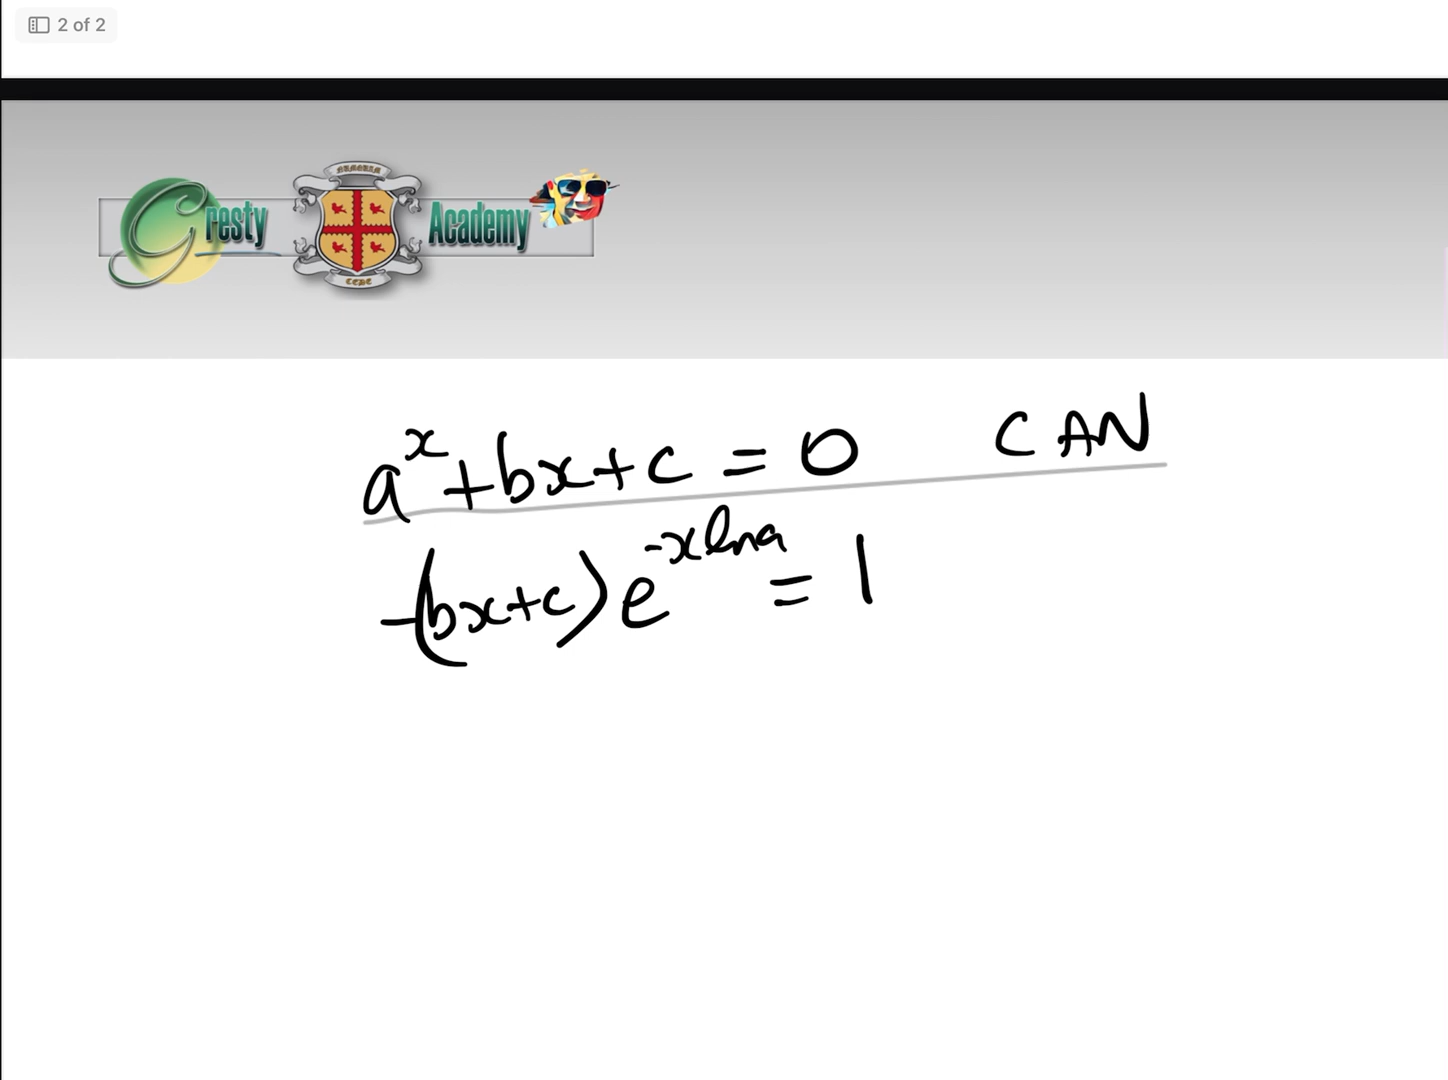 2 of 2
Gresty Academy
a^x+bx+c=0 CAN
-(bx+c)e^{-x ln a}=1